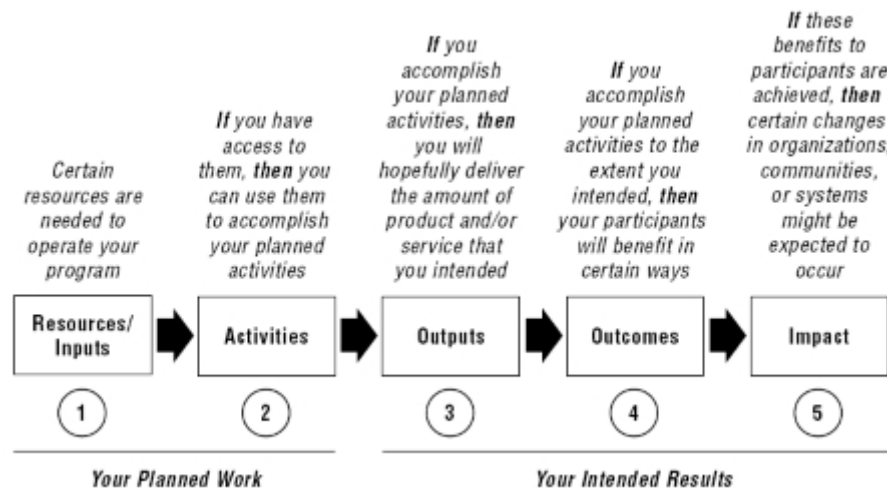 Certain
resources are
needed to
operate your
program
If you have
access to
them, then you
can use them
to accomplish
your planned
activities
If you
accomplish
your planned
activities, then
you will
hopefully deliver
the amount of
product and/or
service that
you intended
If you
accomplish
your planned
activities to the
extent you
intended, then
your participants
will benefit in
certain ways
If these
benefits to
participants are
achieved, then
certain changes
in organizations,
communities,
or systems
might be
expected to
occur
Resources/
Inputs
Activities
Outputs
Outcomes
Impact
1
2
3
4
5
Your Planned Work
Your Intended Results